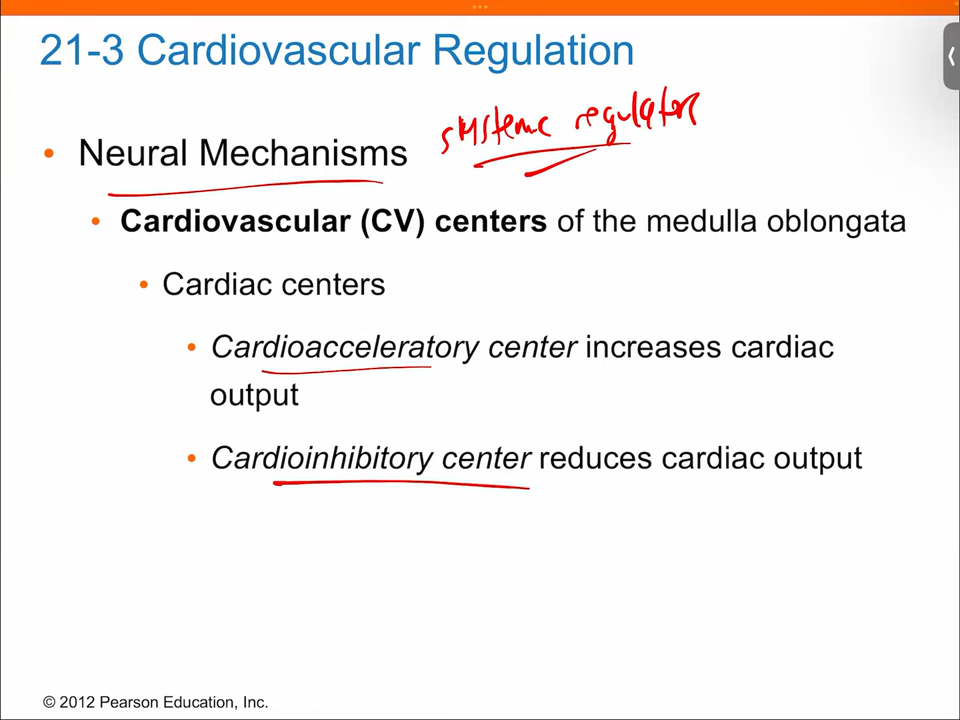 21-3 Cardiovascular Regulation
systemic regulators
• Neural Mechanisms
• Cardiovascular (CV) centers of the medulla oblongata
• Cardiac centers
• Cardioacceleratory center increases cardiac
output
• Cardioinhibitory center reduces cardiac output
© 2012 Pearson Education, Inc.